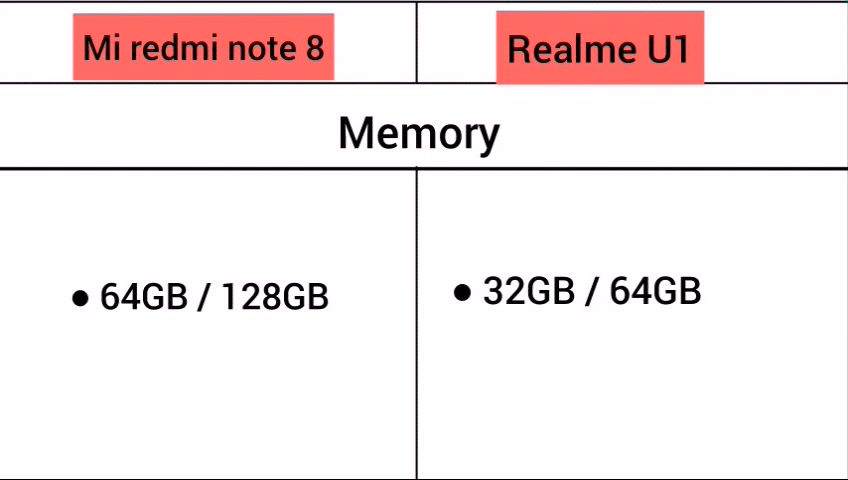 Mi redmi note 8
Realme U1
Memory
● 64GB / 128GB
● 32GB / 64GB